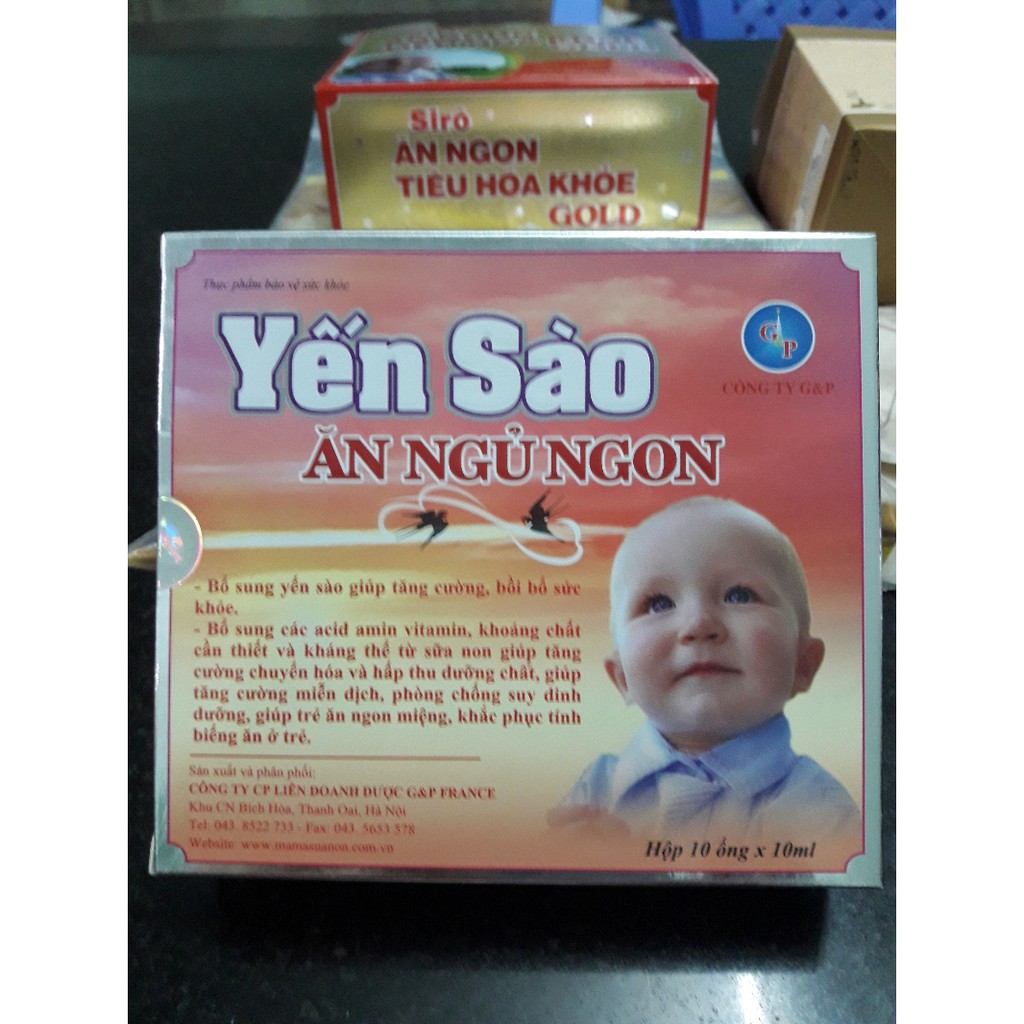 Sirô
ĂN NGON
TIÊU HÓA KHỎE
GOLD
Thực phẩm bảo vệ sức khỏe
Yến Sào
ĂN NGỦ NGON
G P
CÔNG TY G&P
- Bổ sung yến sào giúp tăng cường, bồi bổ sức
khỏe.
- Bổ sung các acid amin vitamin, khoáng chất
cần thiết và kháng thể từ sữa non giúp tăng
cường chuyển hóa và hấp thu dưỡng chất, giúp
tăng cường miễn dịch, phòng chống suy dinh
dưỡng, giúp trẻ ăn ngon miệng, khắc phục tình
biếng ăn ở trẻ.
Sản xuất và phân phối:
CÔNG TY CP LIÊN DOANH DƯỢC G&P FRANCE
Khu CN Bích Hòa, Thanh Oai, Hà Nội
Tel: 043. 8522 733 - Fax: 043. 5653 578
Website: www.mamasuanon.com.vn
Hộp 10 ống x 10ml